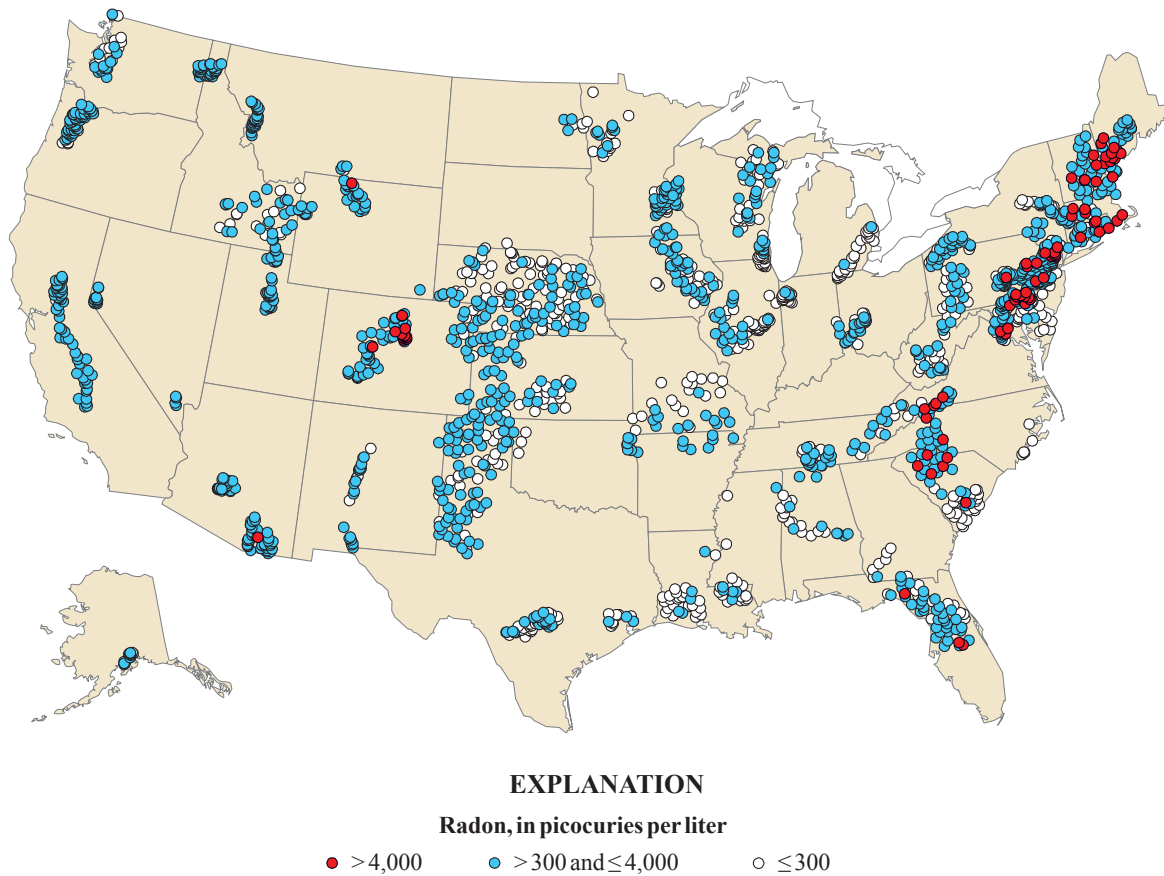 EXPLANATION
Radon, in picocuries per liter
>4,000 >300 and ≤4,000 ≤300